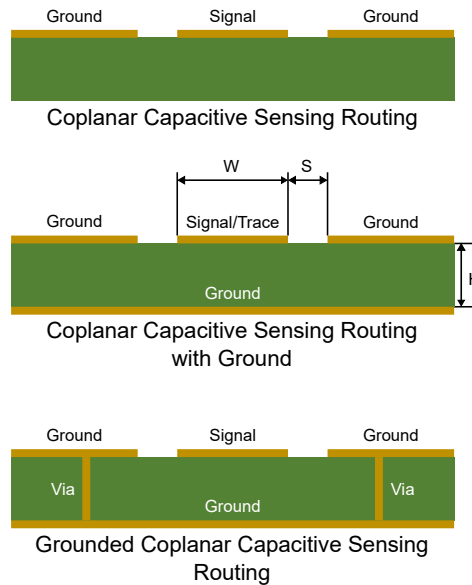 Ground Signal Ground
Coplanar Capacitive Sensing Routing
W S
Ground Signal/Trace Ground
H
Ground
Coplanar Capacitive Sensing Routing
with Ground
Ground Signal Ground
Via Ground Via
Grounded Coplanar Capacitive Sensing
Routing